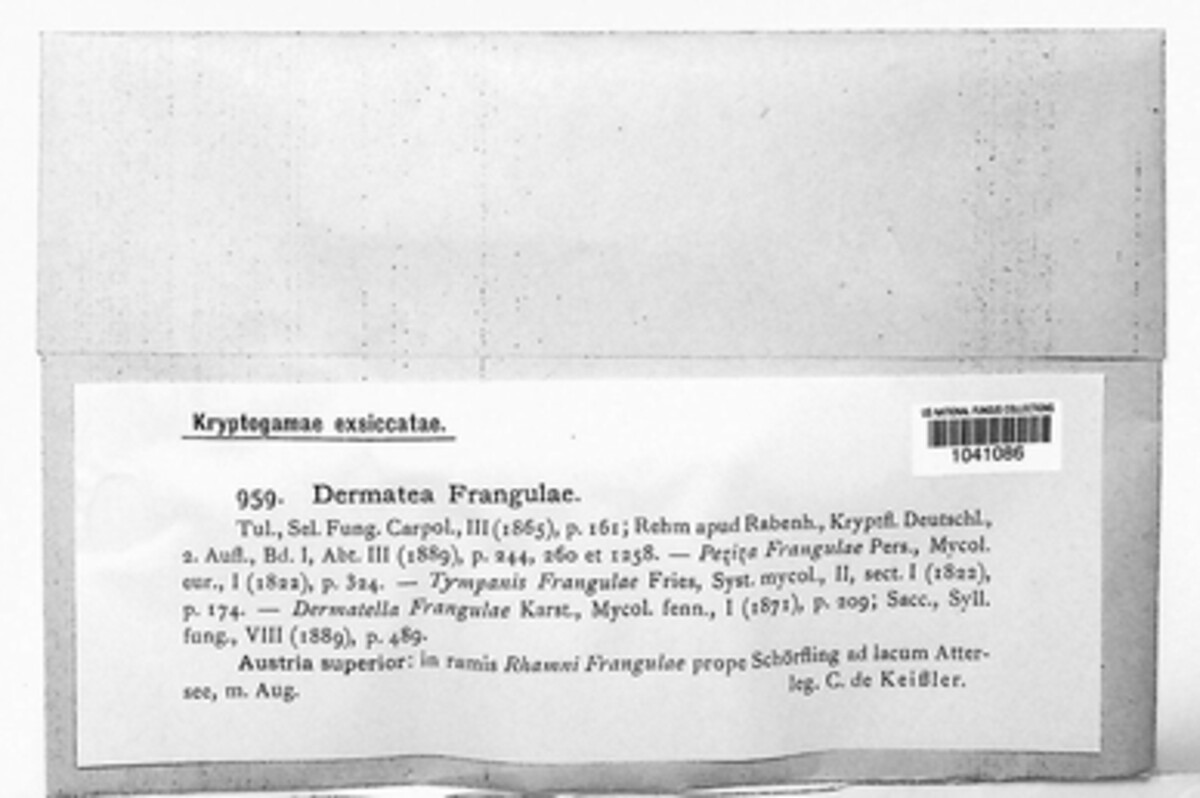 Kryptogamae exsiccatae.
US NATIONAL FUNGUS COLLECTIONS
1041086
959. Dermatea Frangulae.
Tul., Sel. Fung. Carpol., III (1865), p. 161; Rehm apud Rabenh., Kryptfl. Deutschl.,
2. Aufl., Bd. I, Abt. III (1889), p. 244, 260 et 1258. — Peziza Frangulae Pers., Mycol.
eur., I (1822), p. 324. — Tympanis Frangulae Fries, Syst. mycol., II, sect. I (1822),
p. 174. — Dermatella Frangulae Karst., Mycol. fenn., I (1871), p. 209; Sacc., Syll.
fung., VIII (1889), p. 489.
Austria superior: in ramis Rhamni Frangulae prope Schörfling ad lacum Atter-
see, m. Aug.
leg. C. de Keißler.